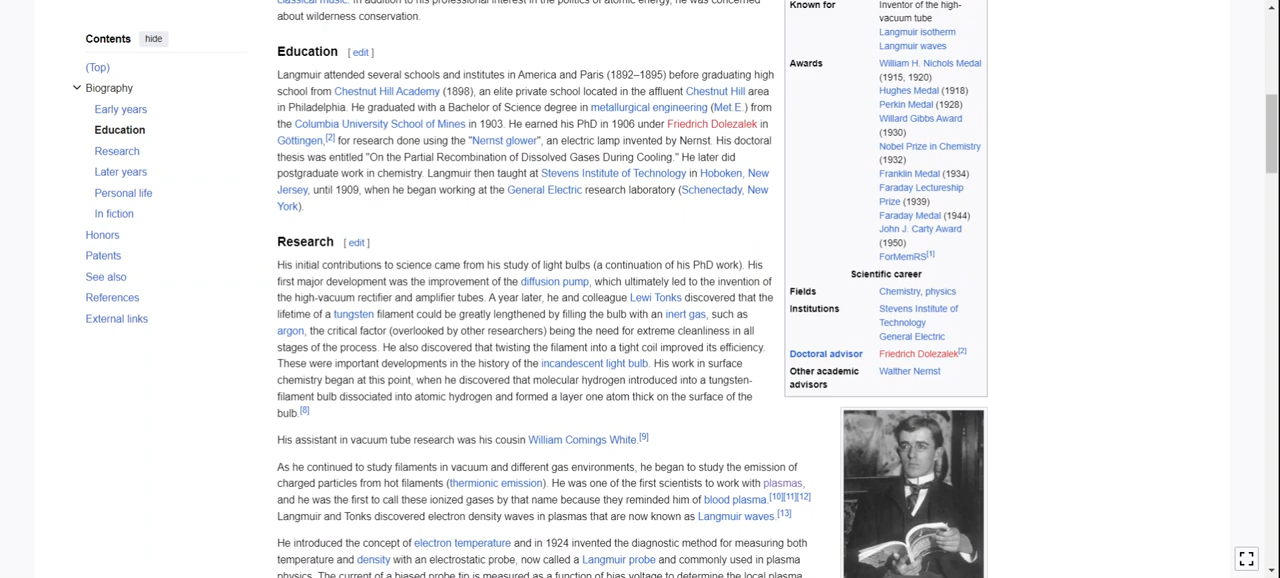 classical music. In addition to his professional interest in the politics of atomic energy, he was concerned
about wilderness conservation.
Contents hide
(Top)
Biography
Early years
Education
Research
Later years
Personal life
In fiction
Honors
Patents
See also
References
External links
Education [ edit ]
Langmuir attended several schools and institutes in America and Paris (1892–1895) before graduating high
school from Chestnut Hill Academy (1898), an elite private school located in the affluent Chestnut Hill area
in Philadelphia. He graduated with a Bachelor of Science degree in metallurgical engineering (Met.E.) from
the Columbia University School of Mines in 1903. He earned his PhD in 1906 under Friedrich Dolezalek in
Göttingen,[2] for research done using the "Nernst glower", an electric lamp invented by Nernst. His doctoral
thesis was entitled "On the Partial Recombination of Dissolved Gases During Cooling." He later did
postgraduate work in chemistry. Langmuir then taught at Stevens Institute of Technology in Hoboken, New
Jersey, until 1909, when he began working at the General Electric research laboratory (Schenectady, New
York).
Research [ edit ]
His initial contributions to science came from his study of light bulbs (a continuation of his PhD work). His
first major development was the improvement of the diffusion pump, which ultimately led to the invention of
the high-vacuum rectifier and amplifier tubes. A year later, he and colleague Lewi Tonks discovered that the
lifetime of a tungsten filament could be greatly lengthened by filling the bulb with an inert gas, such as
argon, the critical factor (overlooked by other researchers) being the need for extreme cleanliness in all
stages of the process. He also discovered that twisting the filament into a tight coil improved its efficiency.
These were important developments in the history of the incandescent light bulb. His work in surface
chemistry began at this point, when he discovered that molecular hydrogen introduced into a tungsten-
filament bulb dissociated into atomic hydrogen and formed a layer one atom thick on the surface of the
bulb.[8]
His assistant in vacuum tube research was his cousin William Comings White.[9]
As he continued to study filaments in vacuum and different gas environments, he began to study the emission of
charged particles from hot filaments (thermionic emission). He was one of the first scientists to work with plasmas,
and he was the first to call these ionized gases by that name because they reminded him of blood plasma.[10][11][12]
Langmuir and Tonks discovered electron density waves in plasmas that are now known as Langmuir waves.[13]
He introduced the concept of electron temperature and in 1924 invented the diagnostic method for measuring both
temperature and density with an electrostatic probe, now called a Langmuir probe and commonly used in plasma
physics. The current of a biased probe tip is measured as a function of bias voltage to determine the local plasma
Known for Inventor of the high-
vacuum tube
Langmuir isotherm
Langmuir waves
Awards William H. Nichols Medal
(1915, 1920)
Hughes Medal (1918)
Perkin Medal (1928)
Willard Gibbs Award
(1930)
Nobel Prize in Chemistry
(1932)
Franklin Medal (1934)
Faraday Lectureship
Prize (1939)
Faraday Medal (1944)
John J. Carty Award
(1950)
ForMemRS[1]
Scientific career
Fields Chemistry, physics
Institutions Stevens Institute of
Technology
General Electric
Doctoral advisor Friedrich Dolezalek[2]
Other academic Walther Nernst
advisors